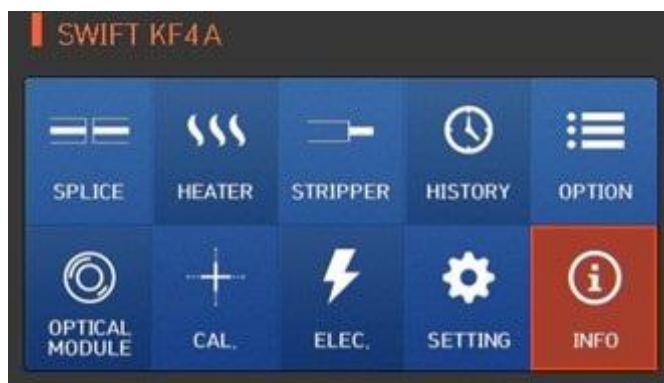 SWIFT KF4A
SPLICE
HEATER
STRIPPER
HISTORY
OPTION
OPTICAL
MODULE
CAL.
ELEC.
SETTING
INFO